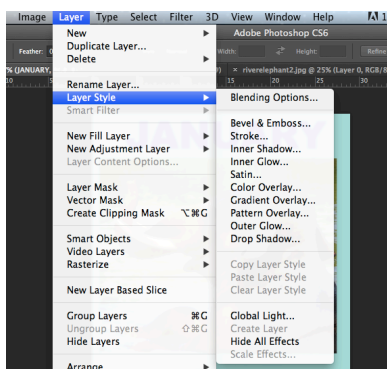 Image Layer Type Select Filter 3D View Window Help
Adobe Photoshop CS6
Feather: Width: Height: Refine
% (JANUARY, × riverelephant2.jpg @ 25% (Layer 0, RGB/8
New
Duplicate Layer...
Delete
Rename Layer...
Layer Style
Smart Filter
New Fill Layer
New Adjustment Layer
Layer Content Options...
Layer Mask
Vector Mask
Create Clipping Mask ⌥⌘G
Smart Objects
Video Layers
Rasterize
New Layer Based Slice
Group Layers ⌘G
Ungroup Layers ⇧⌘G
Hide Layers
Arrange
Blending Options...
Bevel & Emboss...
Stroke...
Inner Shadow...
Inner Glow...
Satin...
Color Overlay...
Gradient Overlay...
Pattern Overlay...
Outer Glow...
Drop Shadow...
Copy Layer Style
Paste Layer Style
Clear Layer Style
Global Light...
Create Layer
Hide All Effects
Scale Effects...
JANUARY
15 20 25 30